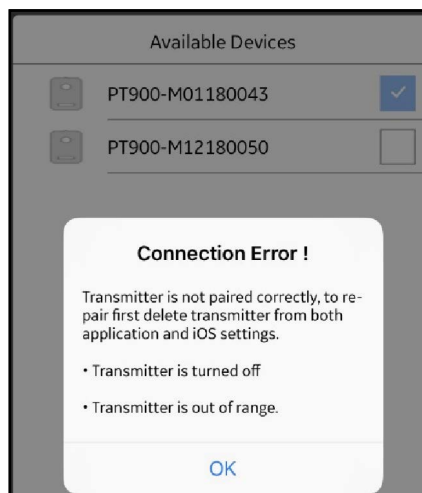 Available Devices
PT900-M01180043
PT900-M12180050
Connection Error !
Transmitter is not paired correctly, to re-
pair first delete transmitter from both
application and iOS settings.
• Transmitter is turned off
• Transmitter is out of range.
OK